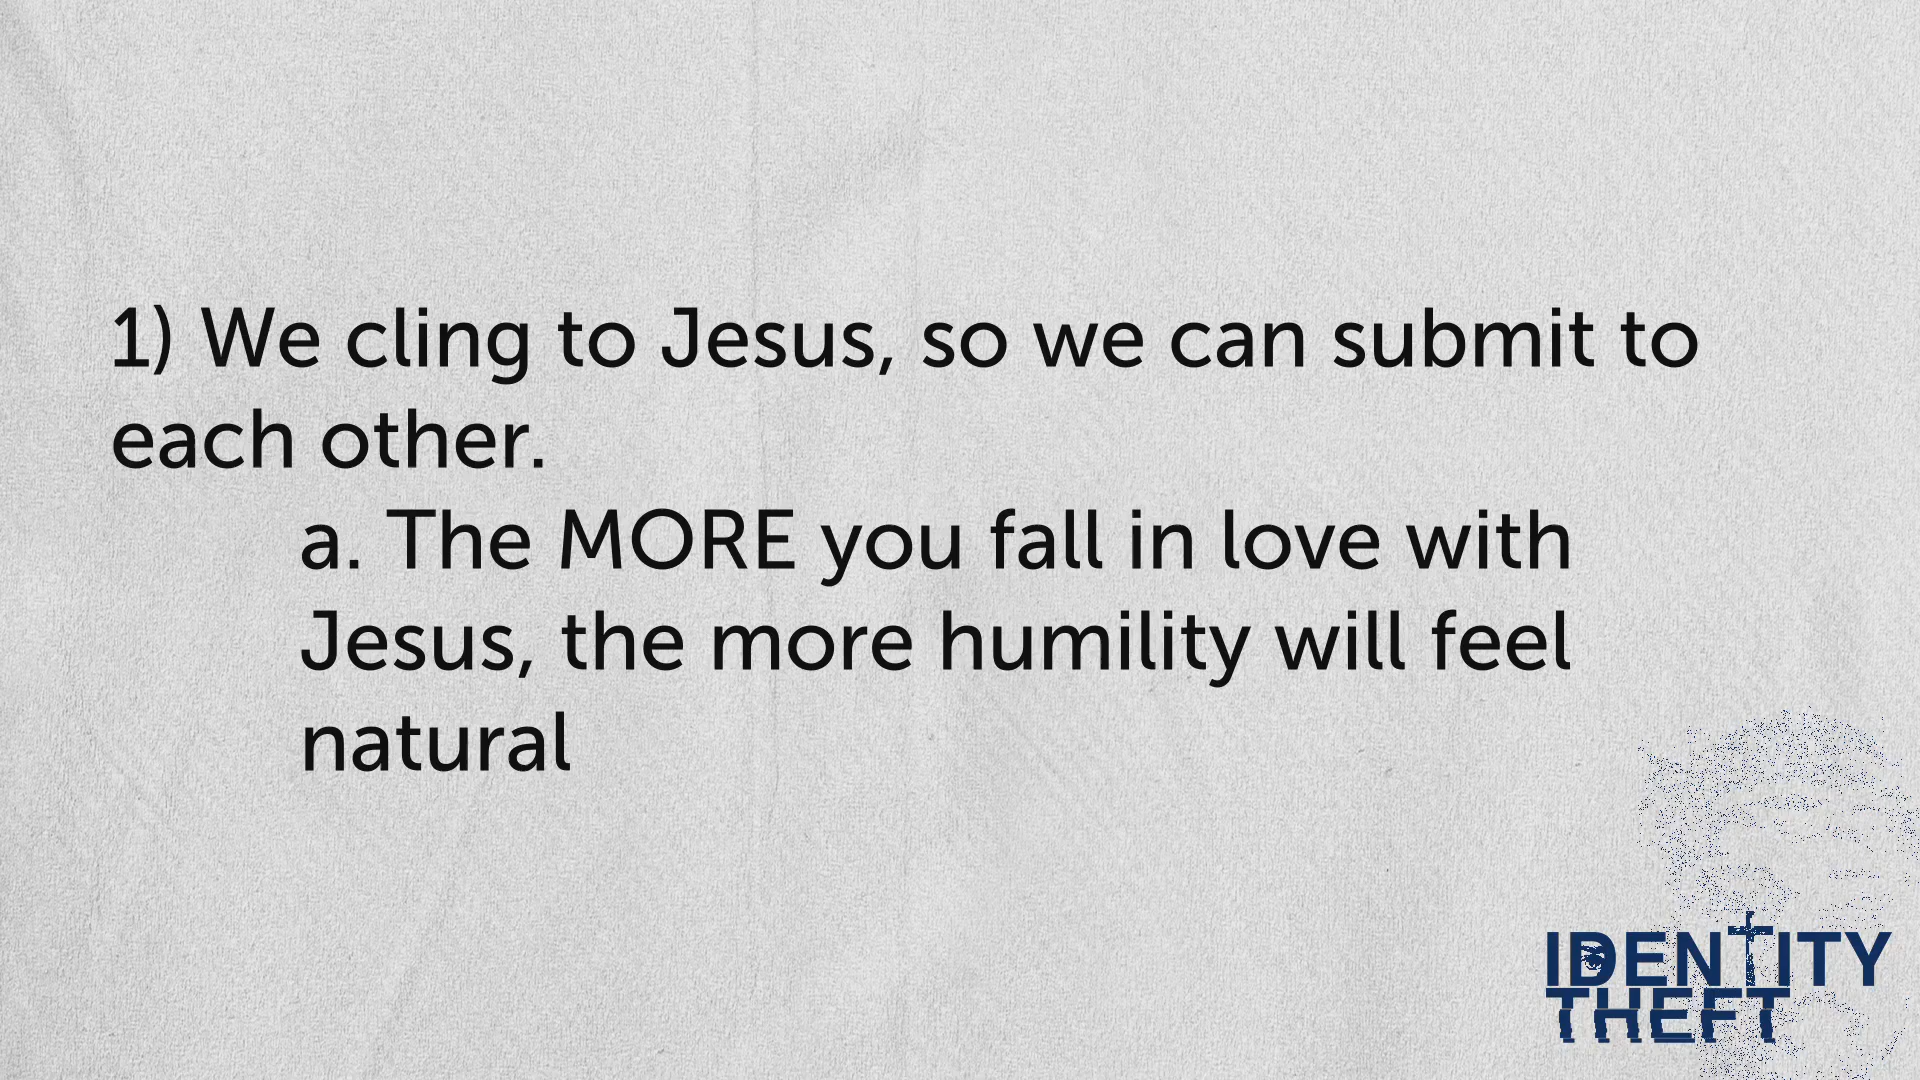 1) We cling to Jesus, so we can submit to
each other.
a. The MORE you fall in love with
Jesus, the more humility will feel
natural
IDENTITY
THEFT